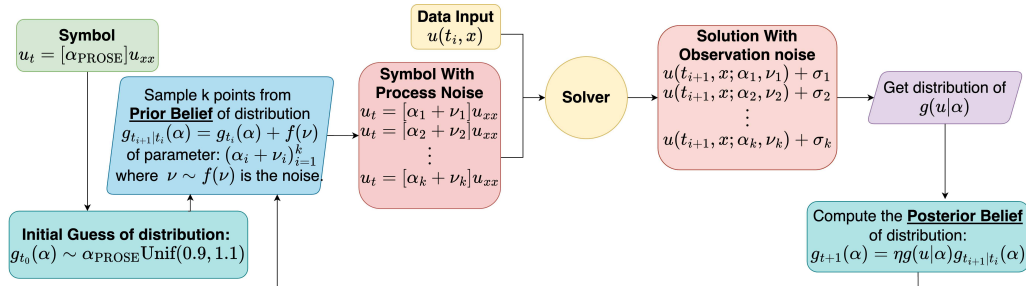 Symbol
u_t = [α_PROSE]u_xx
Initial Guess of distribution:
g_{t_0}(α) ∼ α_PROSE Unif(0.9, 1.1)
Sample k points from
Prior Belief of distribution
g_{t_{i+1}|t_i}(α) = g_{t_i}(α) + f(ν)
of parameter: (α_i + ν_i)_{i=1}^k
where ν ∼ f(ν) is the noise.
Symbol With
Process Noise
u_t = [α_1 + ν_1]u_xx
u_t = [α_2 + ν_2]u_xx
⋮
u_t = [α_k + ν_k]u_xx
Data Input
u(t_i, x)
Solver
Solution With
Observation noise
u(t_{i+1}, x; α_1, ν_1) + σ_1
u(t_{i+1}, x; α_2, ν_2) + σ_2
⋮
u(t_{i+1}, x; α_k, ν_k) + σ_k
Get distribution of
g(u|α)
Compute the Posterior Belief
of distribution:
g_{t+1}(α) = ηg(u|α)g_{t_{i+1}|t_i}(α)